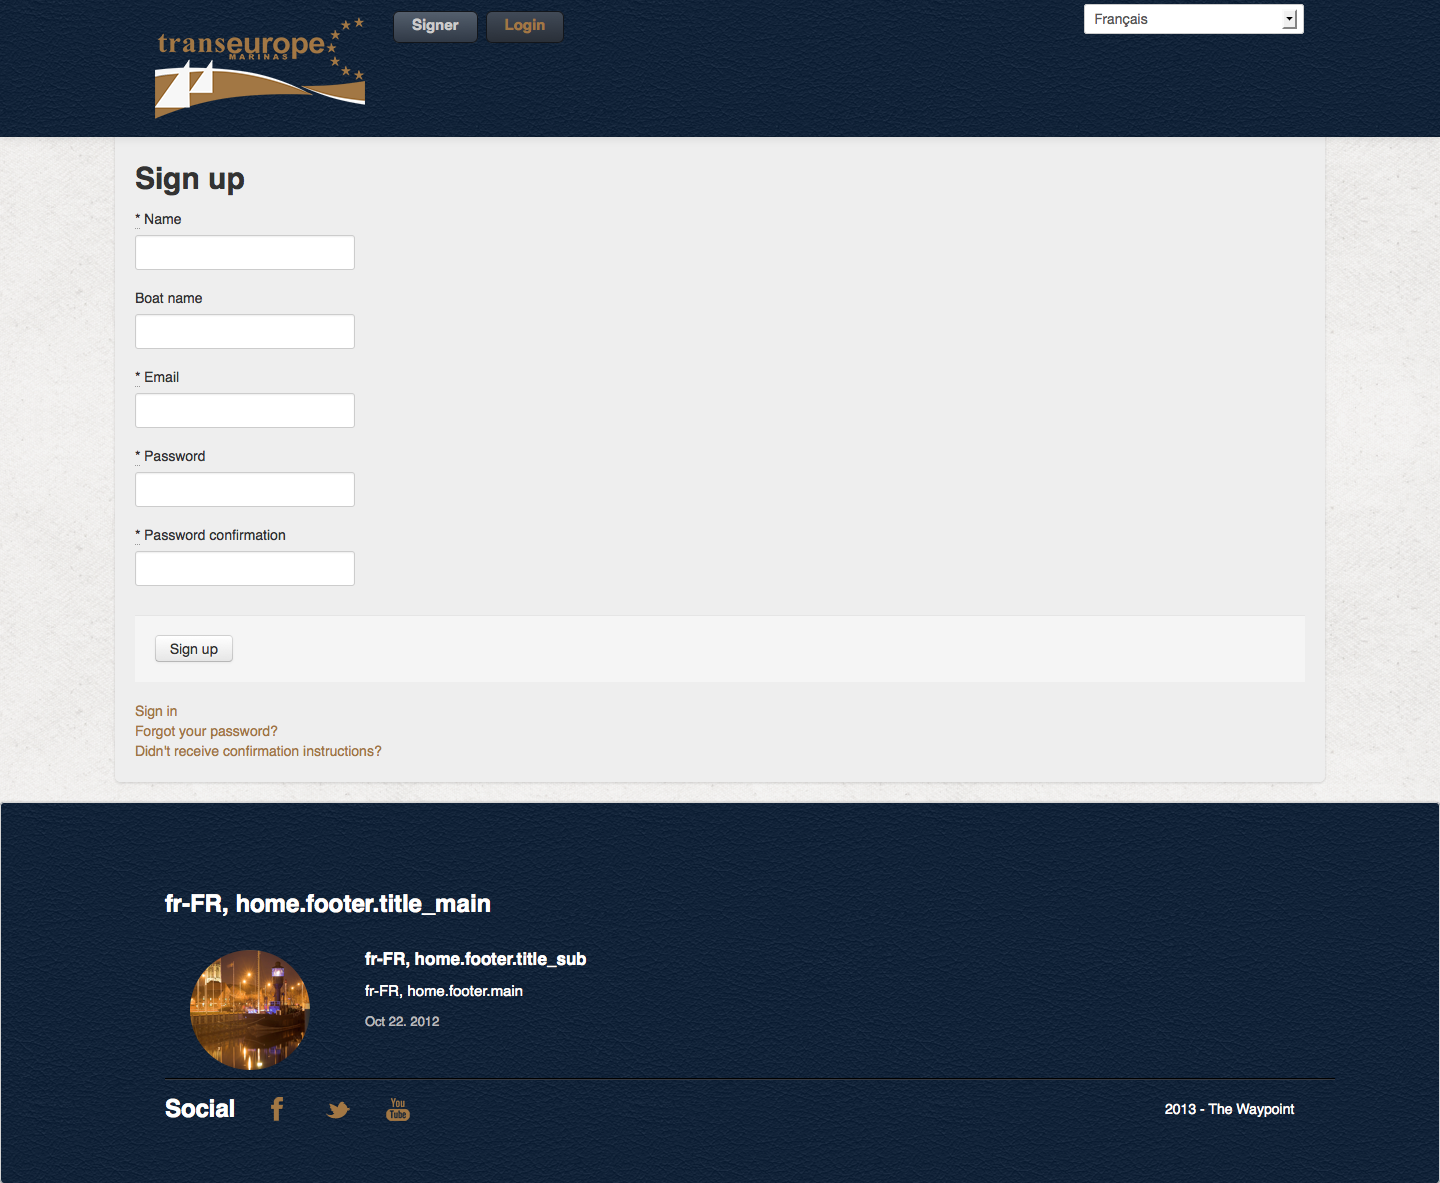 transeurope
MARINAS
Signer
Login
Français
Sign up
* Name
Boat name
* Email
* Password
* Password confirmation
Sign up
Sign in
Forgot your password?
Didn't receive confirmation instructions?
fr-FR, home.footer.title_main
fr-FR, home.footer.title_sub
fr-FR, home.footer.main
Oct 22. 2012
Social
You
Tube
2013 - The Waypoint